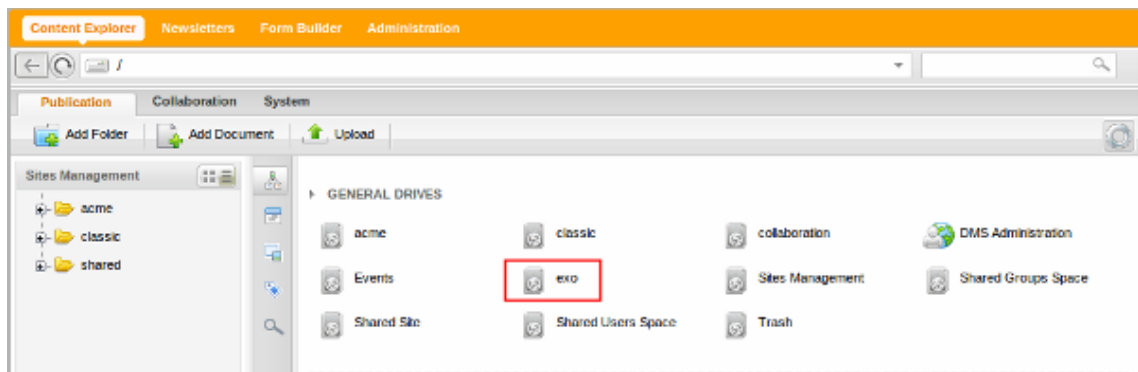 Content Explorer Newsletters Form Builder Administration
/
Publication Collaboration System
Add Folder Add Document Upload
Sites Management
acme
classic
shared
GENERAL DRIVES
acme classic collaboration DMS Administration
Events exo Sites Management Shared Groups Space
Shared Site Shared Users Space Trash